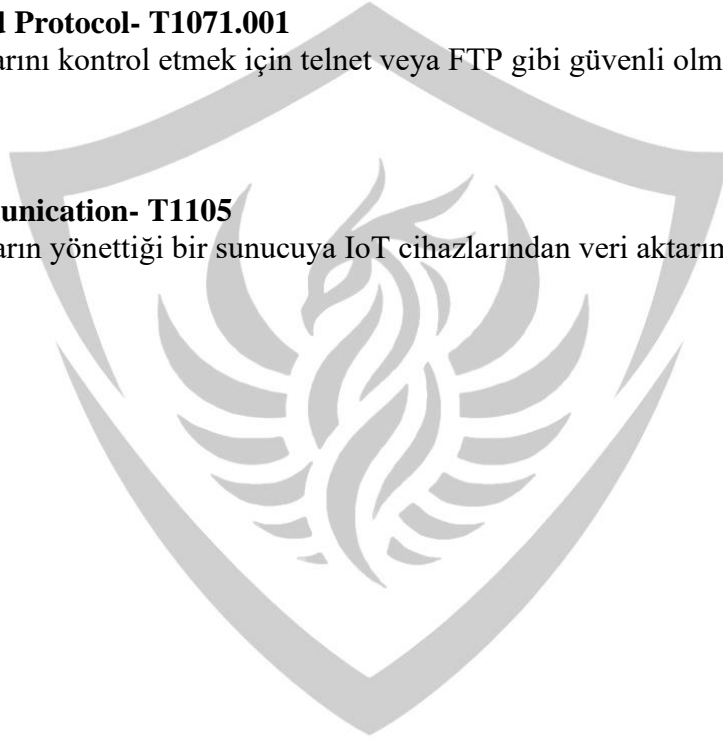 d Protocol- T1071.001
arını kontrol etmek için telnet veya FTP gibi güvenli olm
unication- T1105
arın yönettiği bir sunucuya IoT cihazlarından veri aktarın